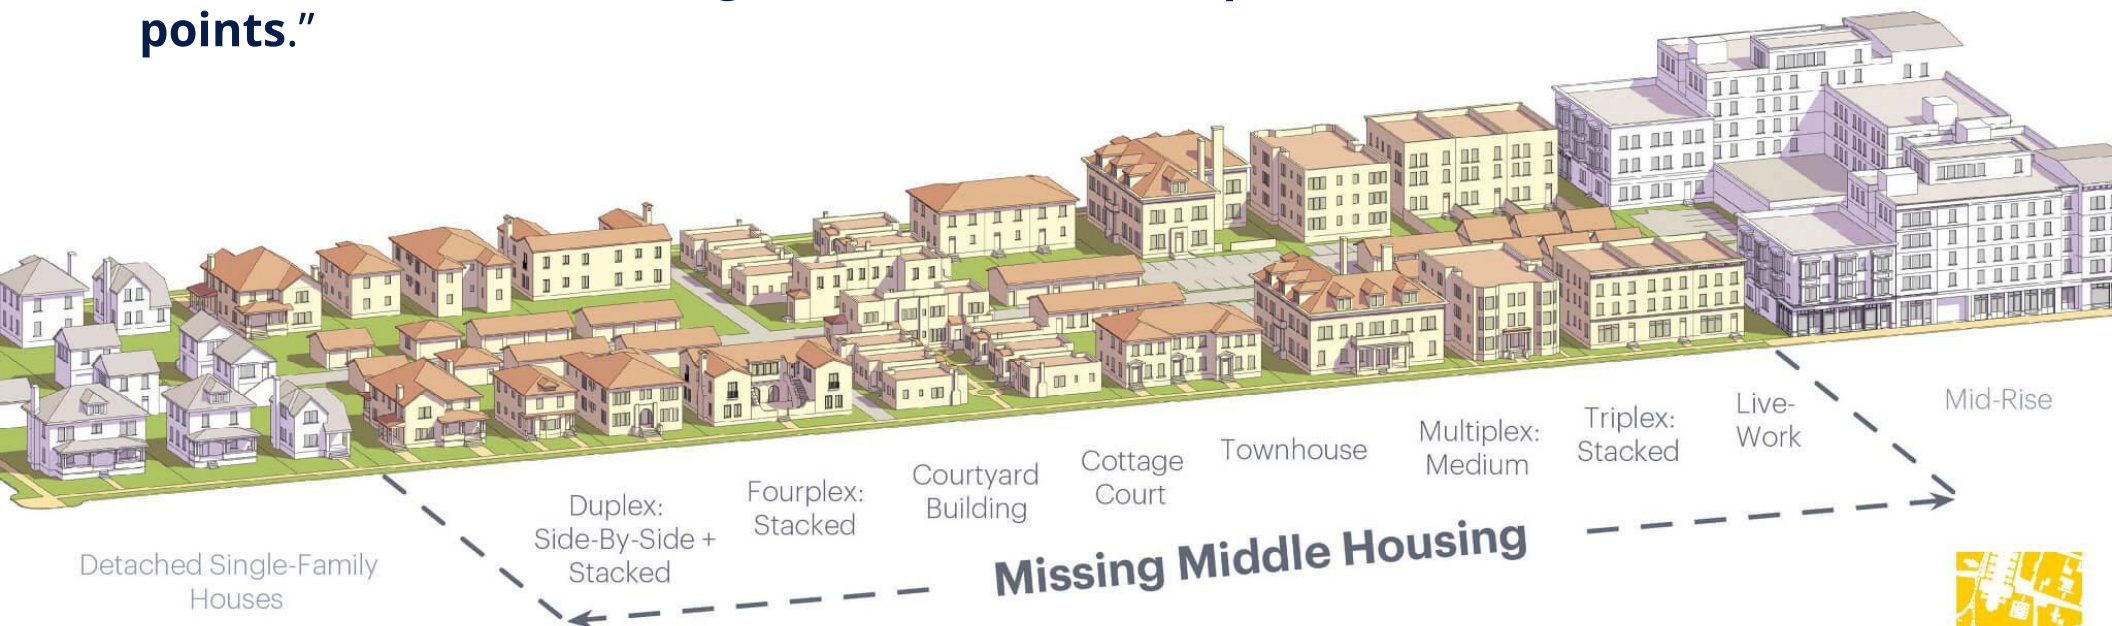 points.”
Detached Single-Family
Houses
Duplex:
Side-By-Side +
Stacked
Fourplex:
Stacked
Courtyard
Building
Cottage
Court
Townhouse
Multiplex:
Medium
Triplex:
Stacked
Live-
Work
Mid-Rise
Missing Middle Housing